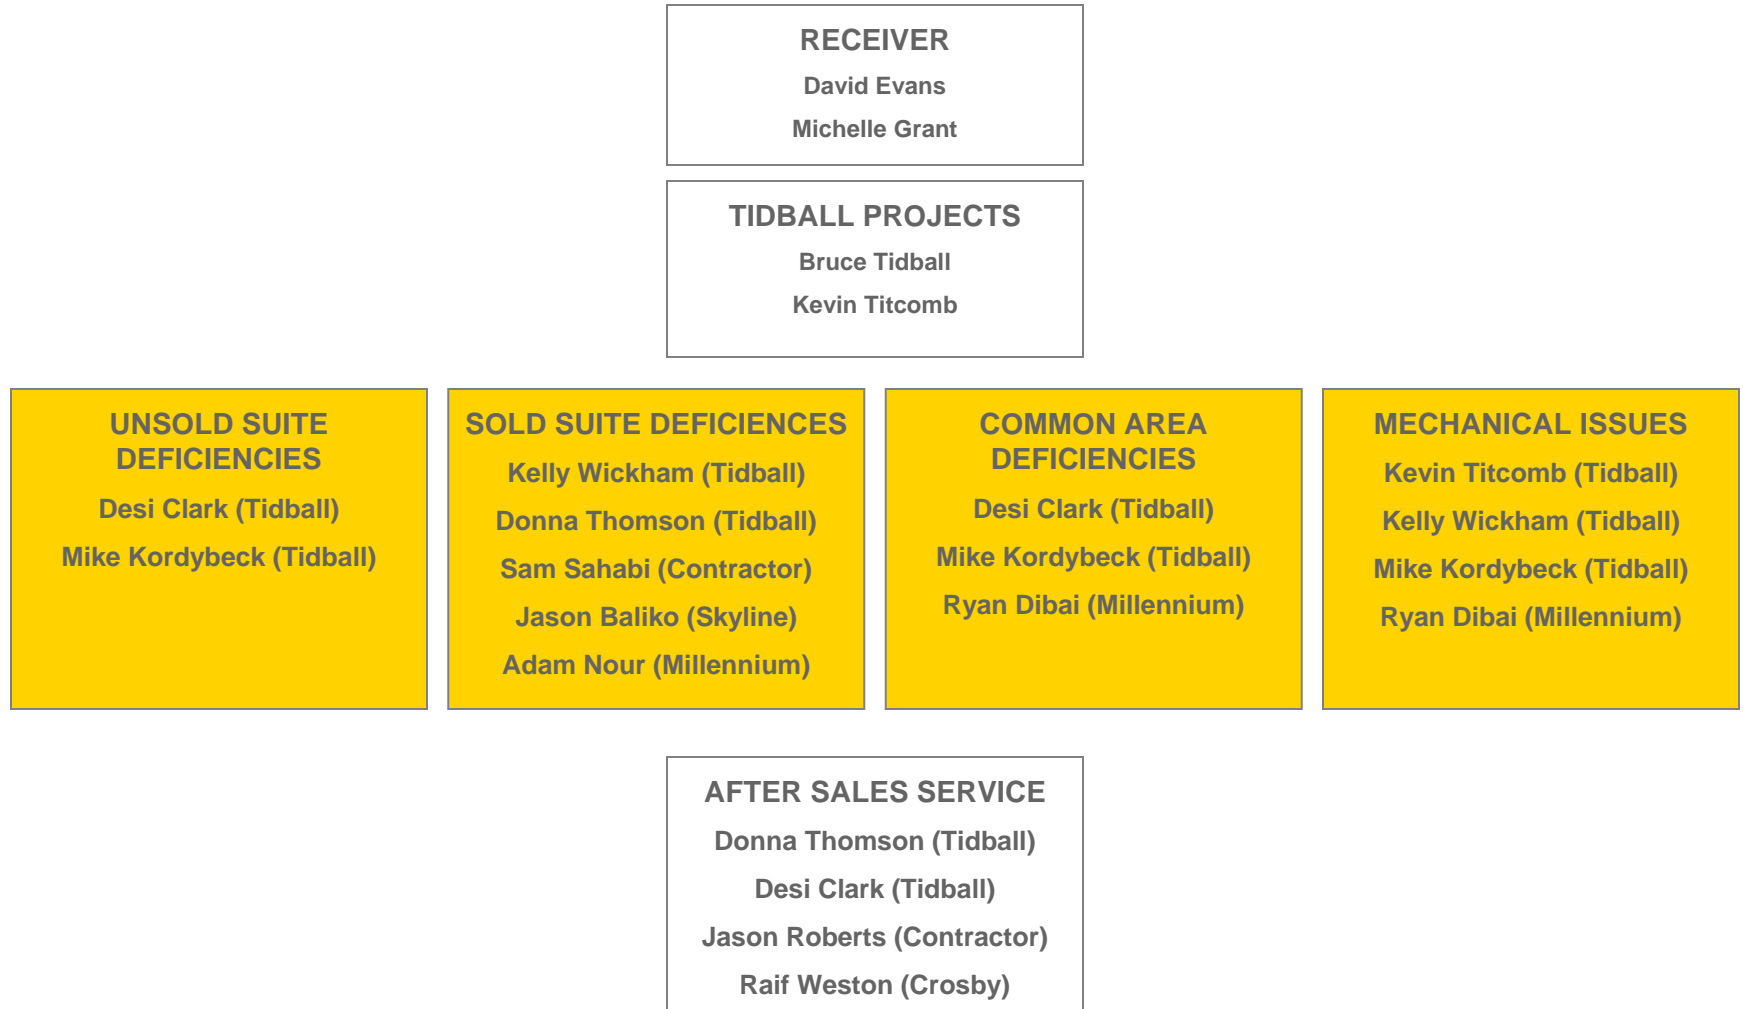 RECEIVER
David Evans
Michelle Grant
TIDBALL PROJECTS
Bruce Tidball
Kevin Titcomb
UNSOLD SUITE
DEFICIENCIES
Desi Clark (Tidball)
Mike Kordybeck (Tidball)
SOLD SUITE DEFICIENCES
Kelly Wickham (Tidball)
Donna Thomson (Tidball)
Sam Sahabi (Contractor)
Jason Baliko (Skyline)
Adam Nour (Millennium)
COMMON AREA
DEFICIENCIES
Desi Clark (Tidball)
Mike Kordybeck (Tidball)
Ryan Dibai (Millennium)
MECHANICAL ISSUES
Kevin Titcomb (Tidball)
Kelly Wickham (Tidball)
Mike Kordybeck (Tidball)
Ryan Dibai (Millennium)
AFTER SALES SERVICE
Donna Thomson (Tidball)
Desi Clark (Tidball)
Jason Roberts (Contractor)
Raif Weston (Crosby)